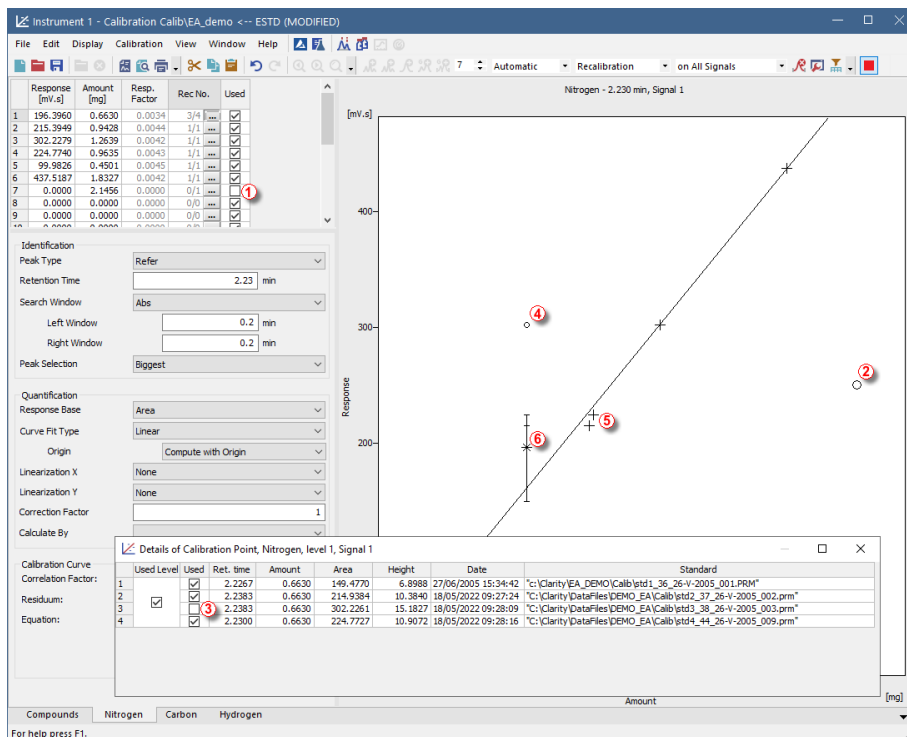 Instrument 1 - Calibration Calib\EA_demo <-- ESTD (MODIFIED)
File Edit Display Calibration View Window Help
7 Automatic Recalibration on All Signals
Response [mV.s] Amount [mg] Resp. Factor Rec No. Used
1 196.3960 0.6630 0.0034 3/4 ...
2 215.3949 0.9428 0.0044 1/1 ...
3 302.2279 1.2639 0.0042 1/1 ...
4 224.7740 0.9635 0.0043 1/1 ...
5 99.9826 0.4501 0.0045 1/1 ...
6 437.5187 1.8327 0.0042 1/1 ...
7 0.0000 2.1456 0.0000 0/1 ... 1
8 0.0000 0.0000 0.0000 0/0 ...
9 0.0000 0.0000 0.0000 0/0 ...
10 0.0000 0.0000 0.0000 0/0 ...
Identification
Peak Type Refer
Retention Time 2.23 min
Search Window Abs
Left Window 0.2 min
Right Window 0.2 min
Peak Selection Biggest
Quantification
Response Base Area
Curve Fit Type Linear
Origin Compute with Origin
Linearization X None
Linearization Y None
Correction Factor 1
Calculate By
Calibration Curve
Correlation Factor:
Residuum:
Equation:
Nitrogen - 2.230 min, Signal 1
[mV.s]
400
300
200
Response
4
2
5
6
Details of Calibration Point, Nitrogen, level 1, Signal 1
Used Level Used Ret. time Amount Area Height Date Standard
1 2.2267 0.6630 149.4770 6.8988 27/06/2005 15:34:42 "c:\Clarity\EA_DEMO\Calib\std1_36_26-V-2005_001.PRM"
2 2.2383 0.6630 214.9384 10.3840 18/05/2022 09:27:24 "C:\Clarity\DataFiles\DEMO_EA\Calib\std2_37_26-V-2005_002.prm"
3 3 2.2383 0.6630 302.2261 15.1827 18/05/2022 09:28:09 "C:\Clarity\DataFiles\DEMO_EA\Calib\std3_38_26-V-2005_003.prm"
4 2.2300 0.6630 224.7727 10.9072 18/05/2022 09:28:16 "C:\Clarity\DataFiles\DEMO_EA\Calib\std4_44_26-V-2005_009.prm"
Amount [mg]
Compounds Nitrogen Carbon Hydrogen
For help press F1.